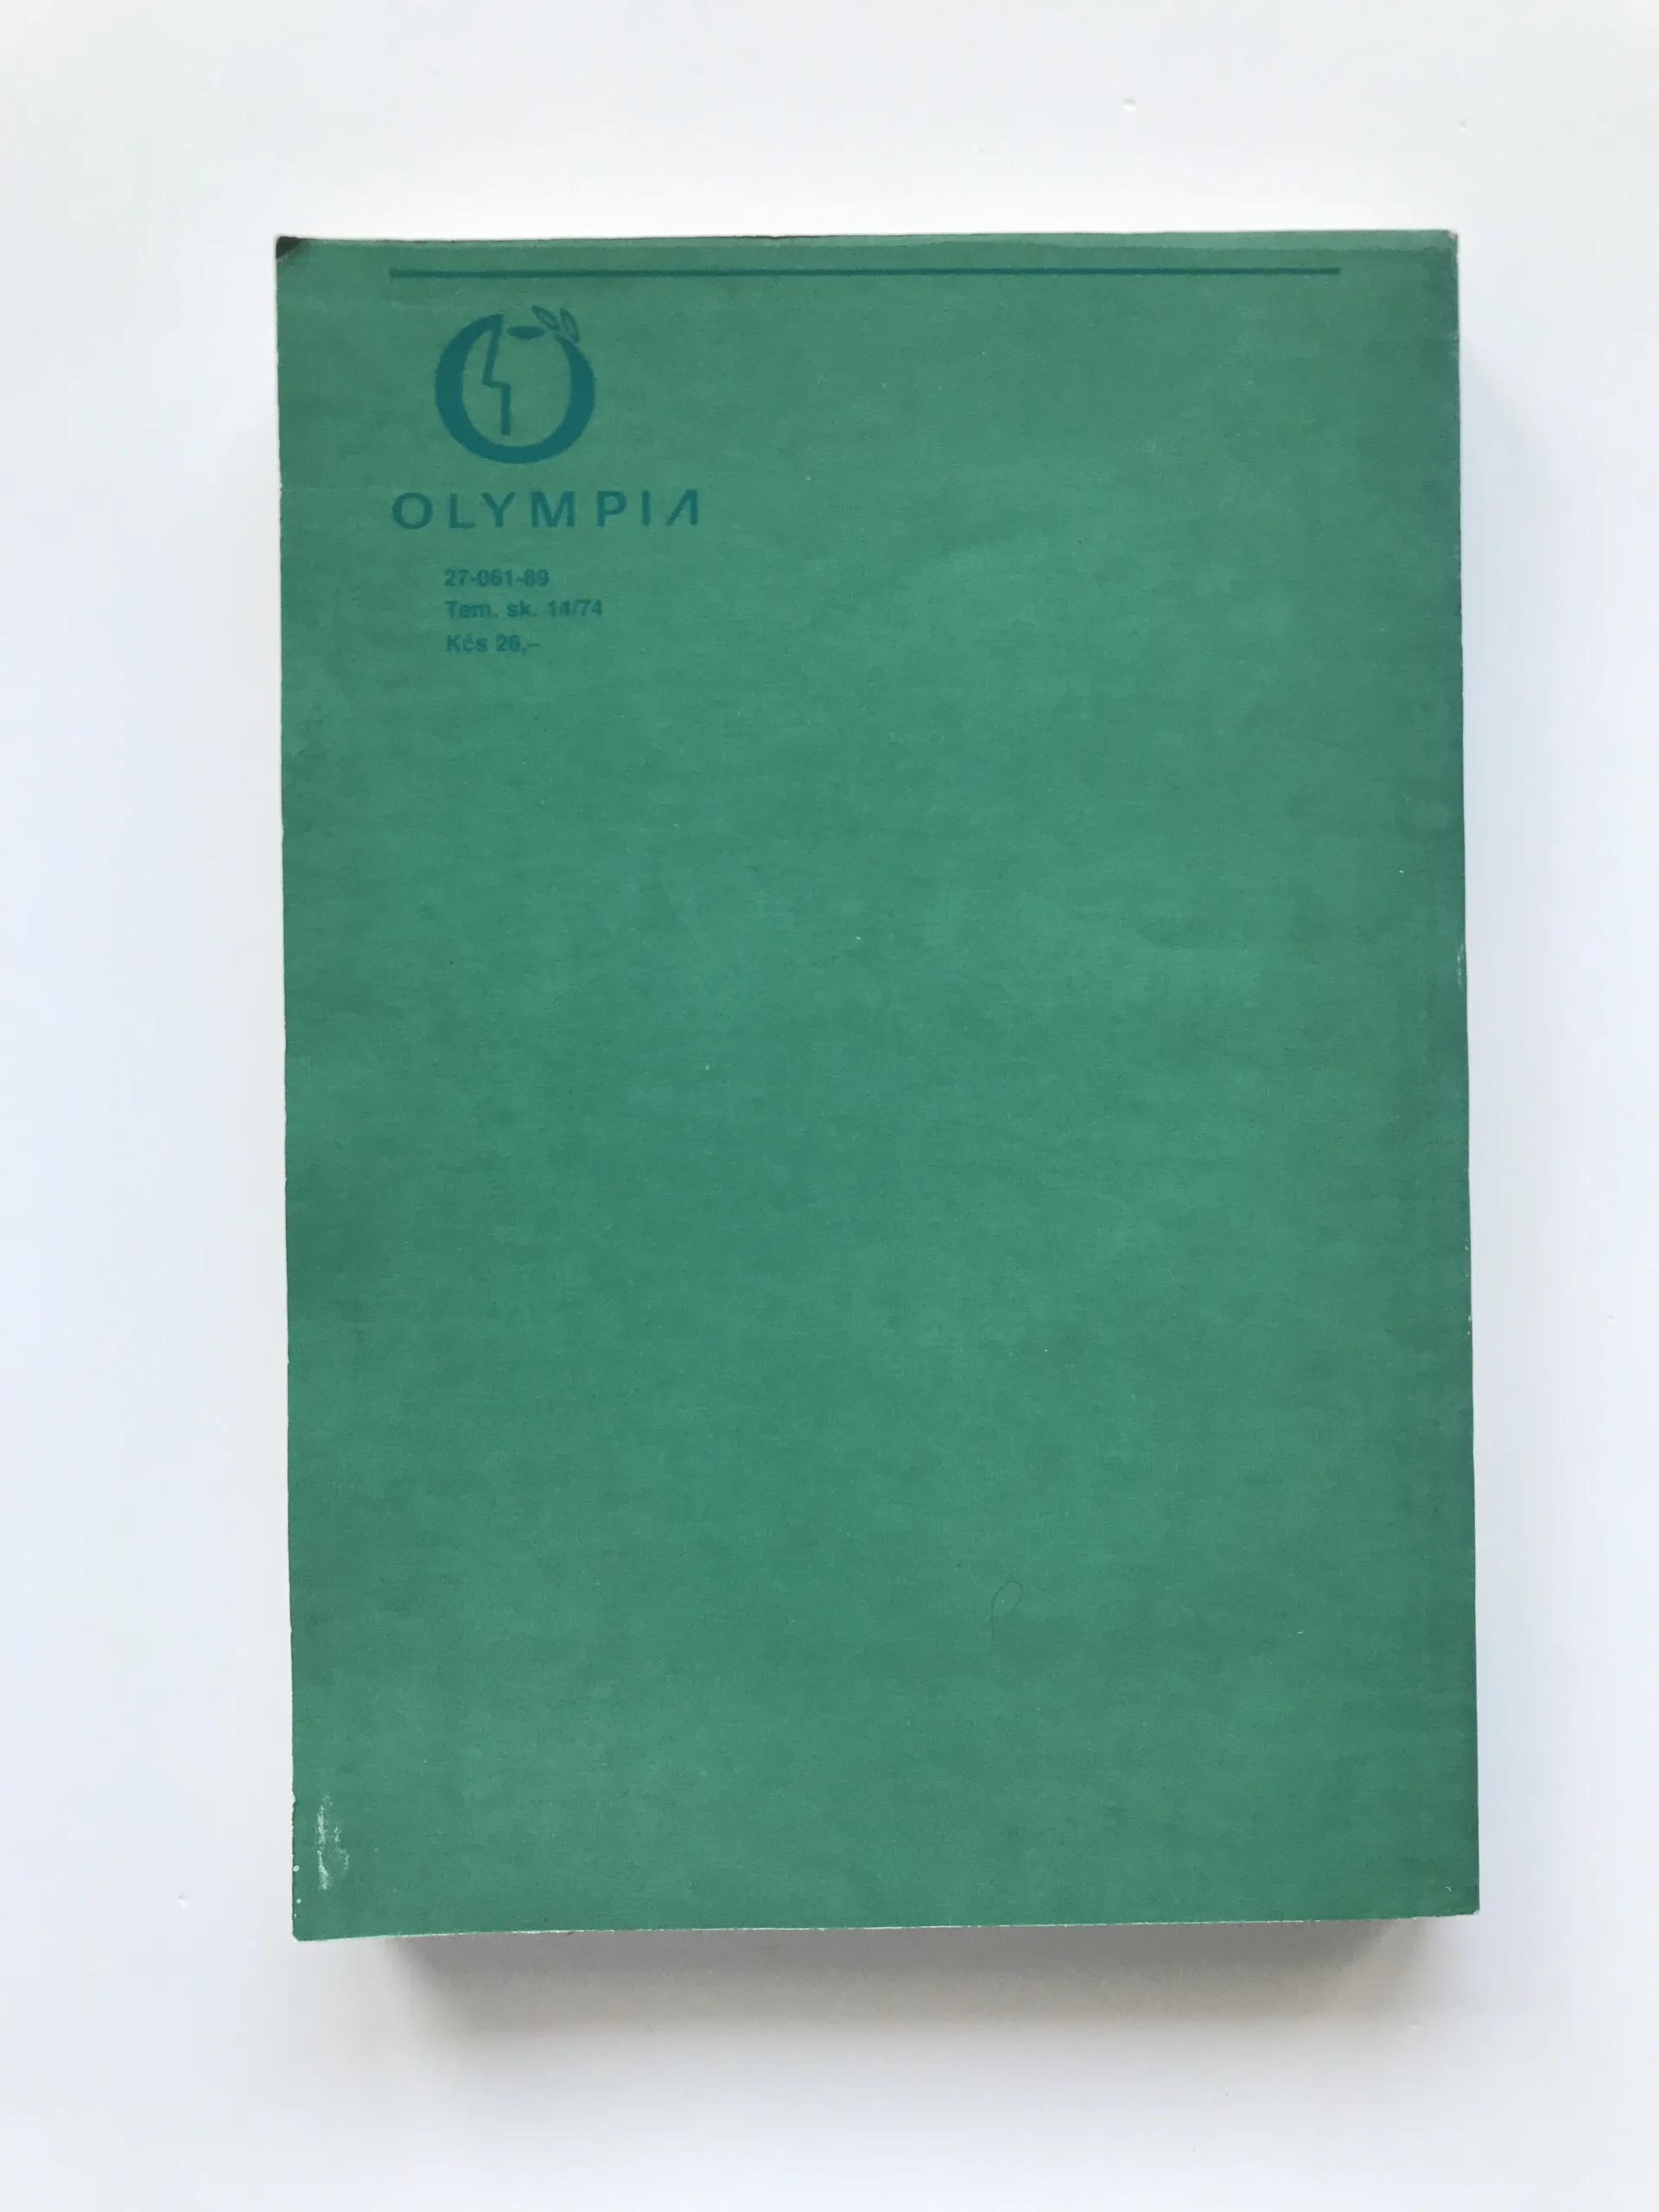 OLYMPIA
27-061-89
Tem. sk. 14/74
Kčs 26,–